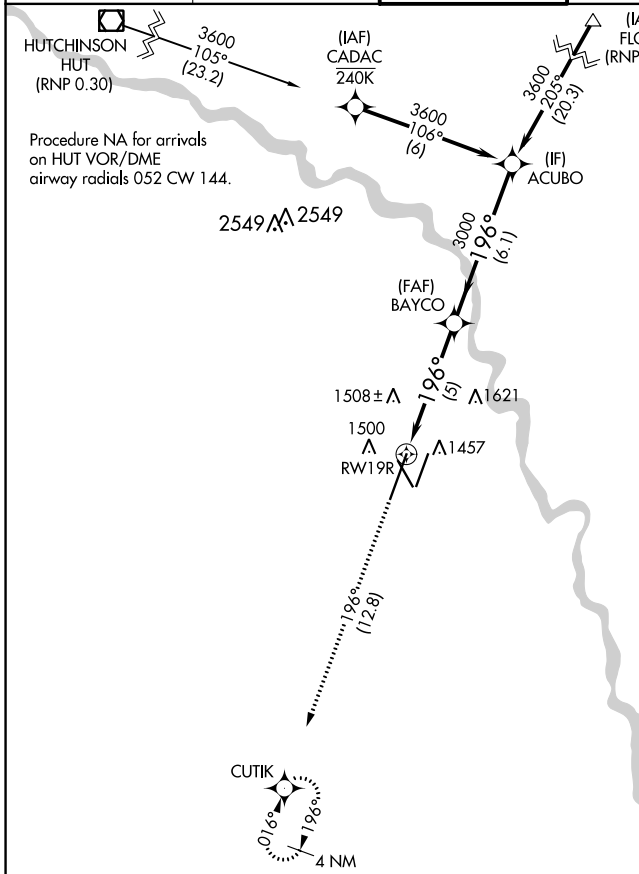 HUTCHINSON
HUT
(RNP 0.30)
3600
105°
(23.2)
(IAF)
CADAC
240K
3600
106°
(6)
(IA
FLO
(RNP
3600
205°
(20.3)
(IF)
ACUBO
Procedure NA for arrivals
on HUT VOR/DME
airway radials 052 CW 144.
2549
2549
3000
196°
(6.1)
(FAF)
BAYCO
196°
(5)
1508±
1621
1500
1457
RW19R
196°
(12.8)
CUTIK
016°
196°
4 NM